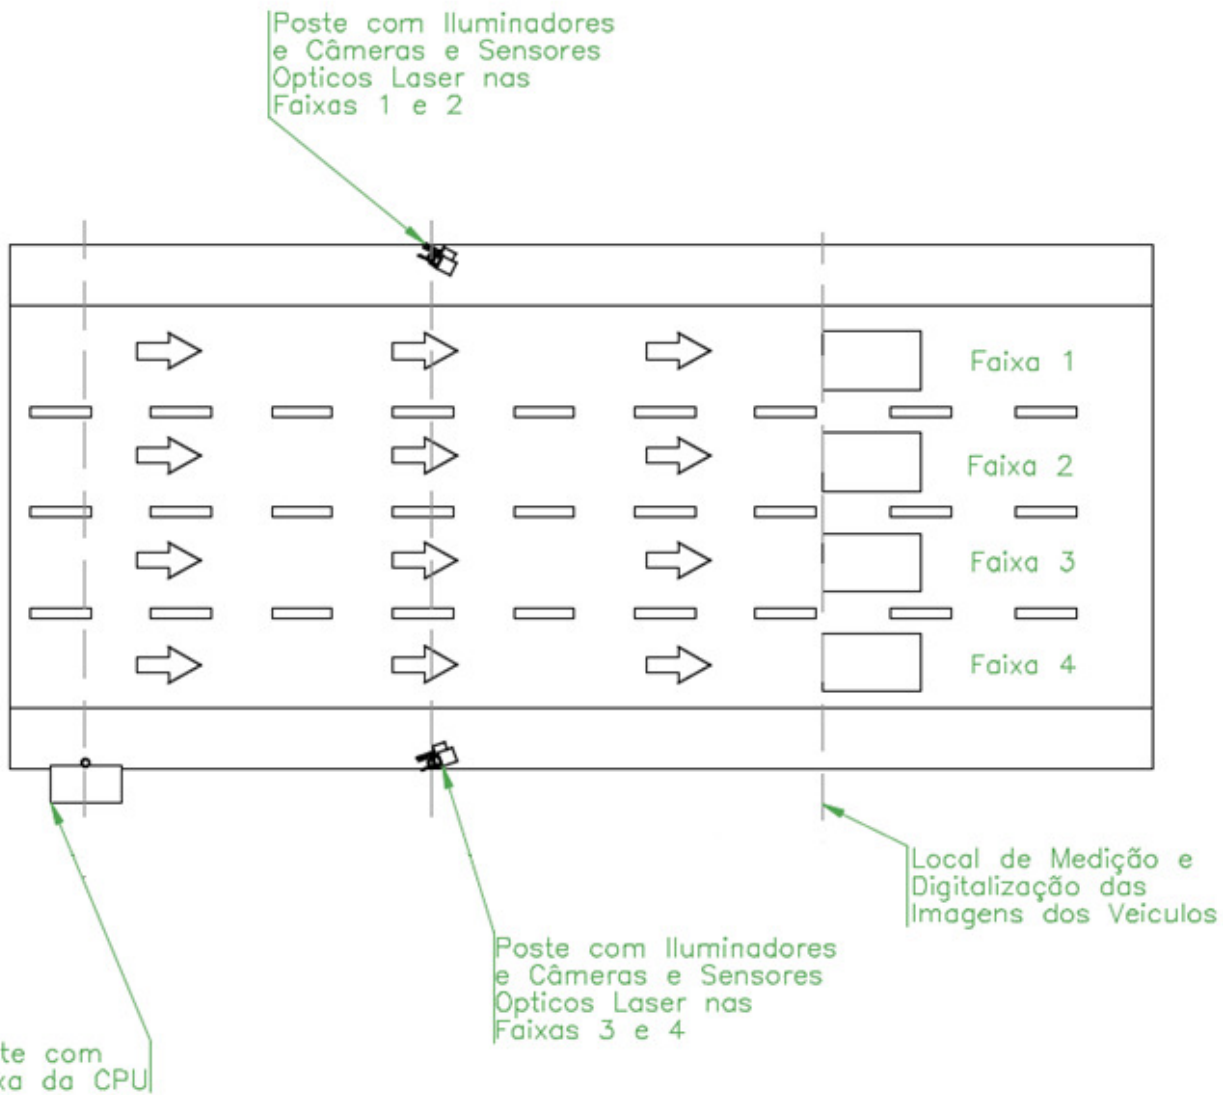 Poste com Iluminadores
e Câmeras e Sensores
Opticos Laser nas
Faixas 1 e 2
Faixa 1
Faixa 2
Faixa 3
Faixa 4
Local de Medição e
Digitalização das
Imagens dos Veiculos
Poste com Iluminadores
e Câmeras e Sensores
Opticos Laser nas
Faixas 3 e 4
com
da CPU